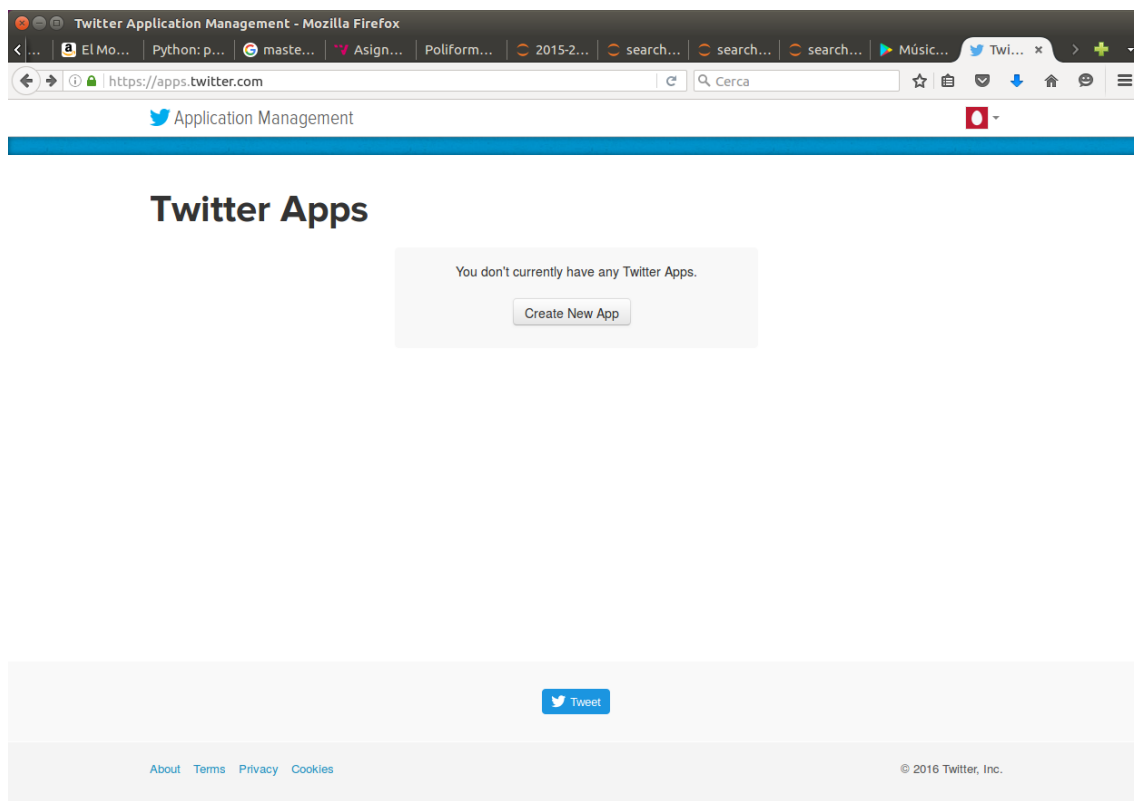 Twitter Application Management - Mozilla Firefox
... El Mo... Python: p... maste... Asign... Poliform... 2015-2... search... search... search... Músic... Twi...
https://apps.twitter.com Cerca
Application Management
Twitter Apps
You don't currently have any Twitter Apps.
Create New App
Tweet
About Terms Privacy Cookies © 2016 Twitter, Inc.